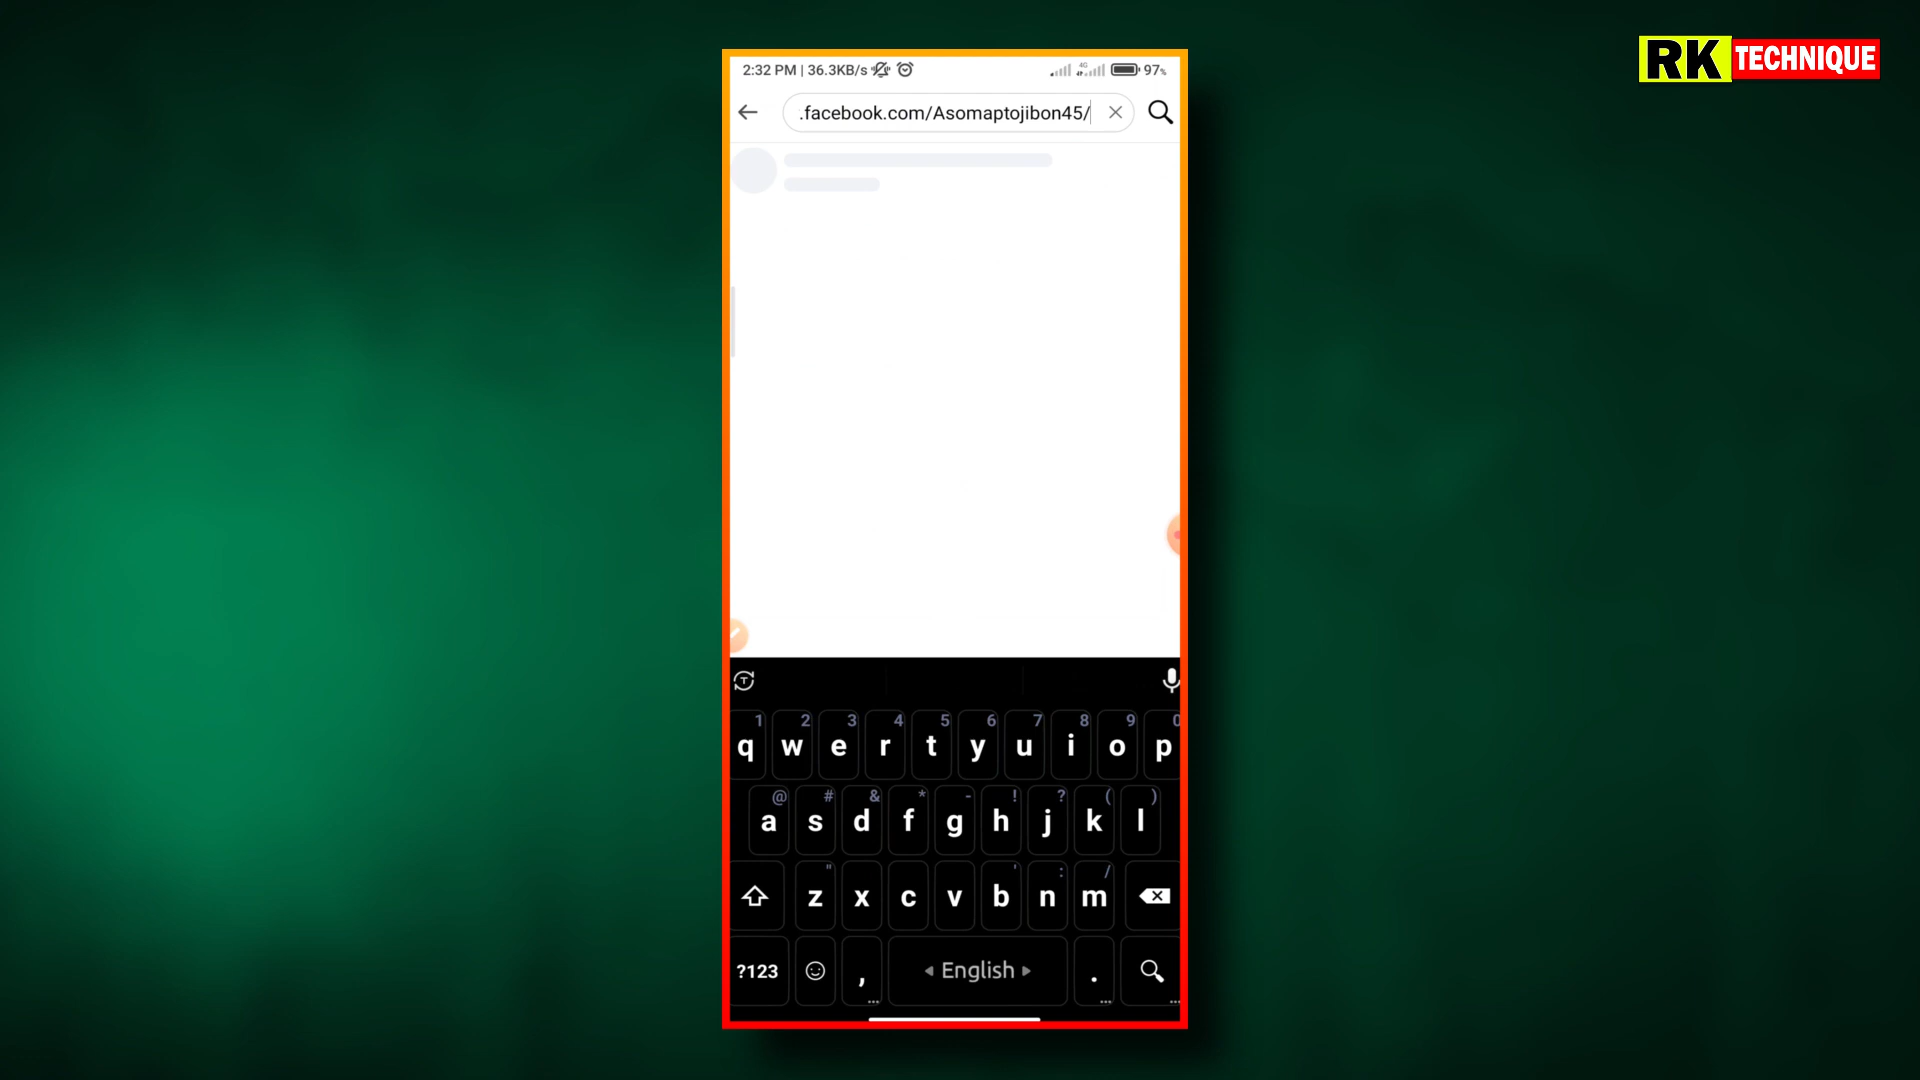 RK TECHNIQUE
2:32 PM | 36.3KB/s 4G 97%
.facebook.com/Asomaptojibon45/
1 2 3 4 5 6 7 8 9 0
q w e r t y u i o p
@ # & * - ! ? ( )
a s d f g h j k l
" ' : /
z x c v b n m
?123 , English .